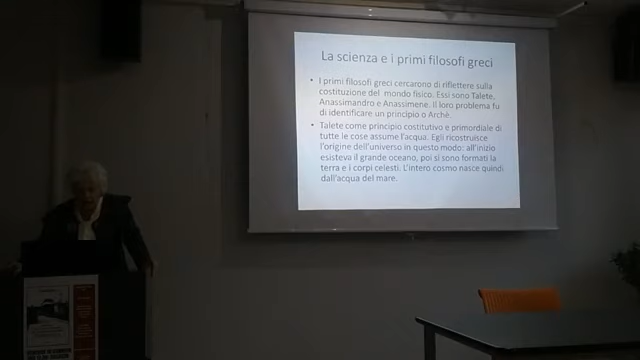 La scienza e i primi filosofi greci
• I primi filosofi greci cercarono di riflettere sulla
costituzione del mondo fisico. Essi sono Talete,
Anassimandro e Anassimene. Il loro problema fu
di identificare un principio o Archè.
• Talete come principio costitutivo e primordiale di
tutte le cose assume l'acqua. Egli ricostruisce
l'origine dell'universo in questo modo: all'inizio
esisteva il grande oceano, poi si sono formati la
terra e i corpi celesti. L'intero cosmo nasce quindi
dall'acqua del mare.